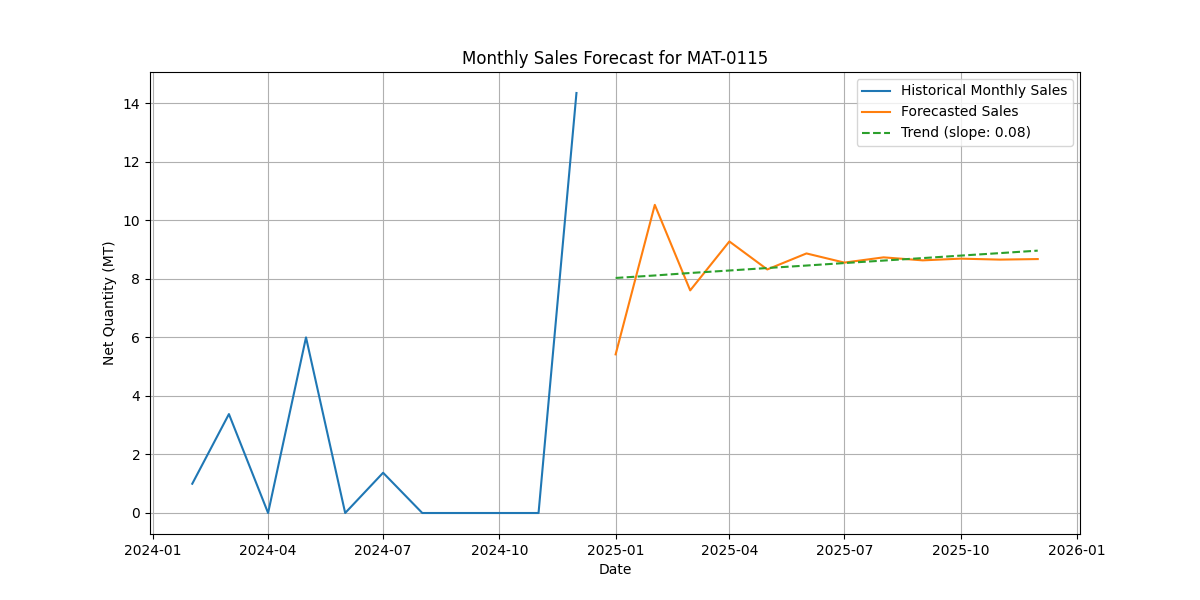 Monthly Sales Forecast for MAT-0115
Historical Monthly Sales
Forecasted Sales
Trend (slope: 0.08)
Net Quantity (MT)
14
12
10
8
6
4
2
0
2024-01 2024-04 2024-07 2024-10 2025-01 2025-04 2025-07 2025-10 2026-01
Date